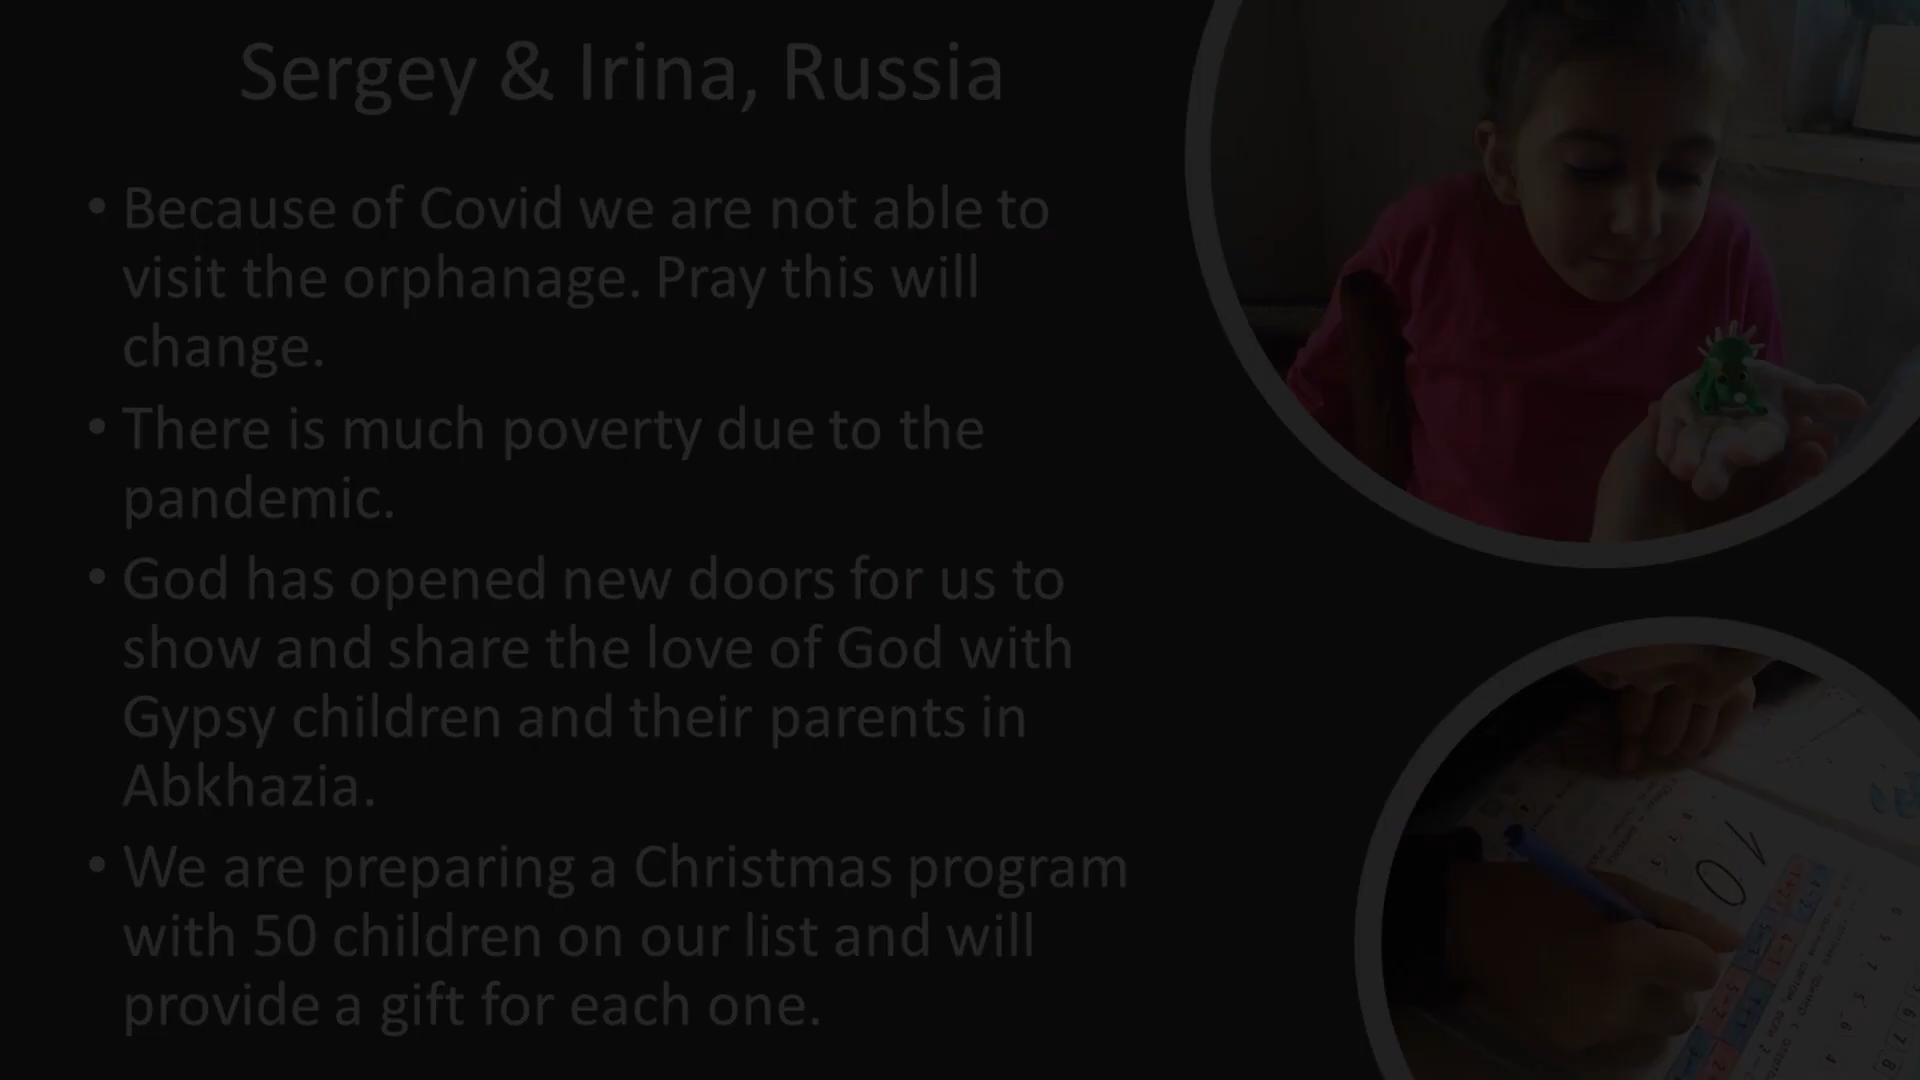 Sergey & Irina, Russia
• Because of Covid we are not able to
visit the orphanage. Pray this will
change.
• There is much poverty due to the
pandemic.
• God has opened new doors for us to
show and share the love of God with
Gypsy children and their parents in
Abkhazia.
• We are preparing a Christmas program
with 50 children on our list and will
provide a gift for each one.
10